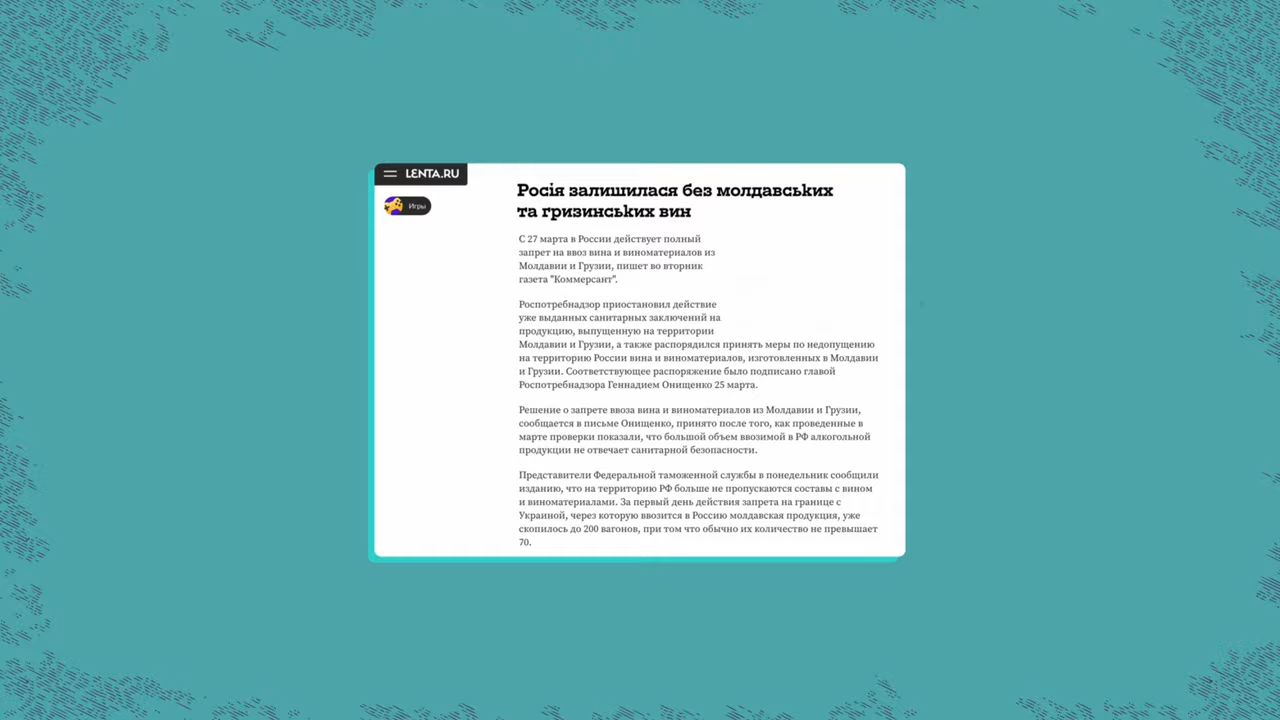 LENTA.RU
Игры
Росія залишилася без молдавських
та гризинських вин
С 27 марта в России действует полный
запрет на ввоз вина и виноматериалов из
Молдавии и Грузии, пишет во вторник
газета "Коммерсант".
Роспотребнадзор приостановил действие
уже выданных санитарных заключений на
продукцию, выпущенную на территории
Молдавии и Грузии, а также распорядился принять меры по недопущению
на территорию России вина и виноматериалов, изготовленных в Молдавии
и Грузии. Соответствующее распоряжение было подписано главой
Роспотребнадзора Геннадием Онищенко 25 марта.
Решение о запрете ввоза вина и виноматериалов из Молдавии и Грузии,
сообщается в письме Онищенко, принято после того, как проведенные в
марте проверки показали, что большой объем ввозимой в РФ алкогольной
продукции не отвечает санитарной безопасности.
Представители Федеральной таможенной службы в понедельник сообщили
изданию, что на территорию РФ больше не пропускаются составы с вином
и виноматериалами. За первый день действия запрета на границе с
Украиной, через которую ввозится в Россию молдавская продукция, уже
скопилось до 200 вагонов, при том что обычно их количество не превышает
70.